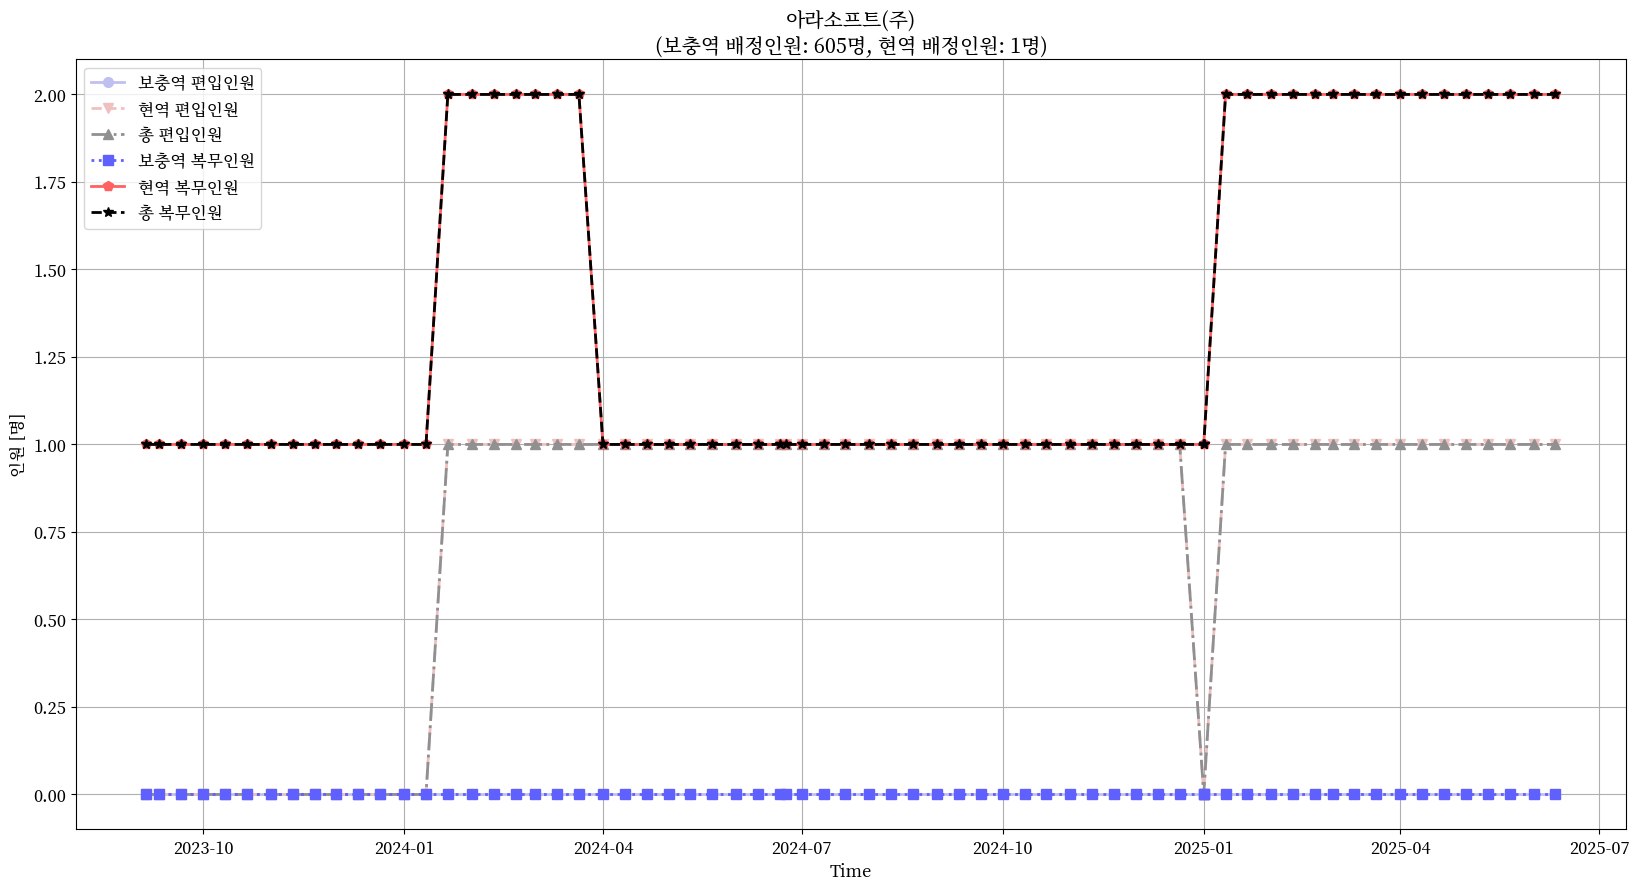 아라소프트(주)
(보충역 배정인원: 605명, 현역 배정인원: 1명)
보충역 편입인원
현역 편입인원
총 편입인원
보충역 복무인원
현역 복무인원
총 복무인원
2.00
1.75
1.50
1.25
1.00
0.75
0.50
0.25
0.00
인원 [명]
2023-10
2024-01
2024-04
2024-07
2024-10
2025-01
2025-04
2025-07
Time